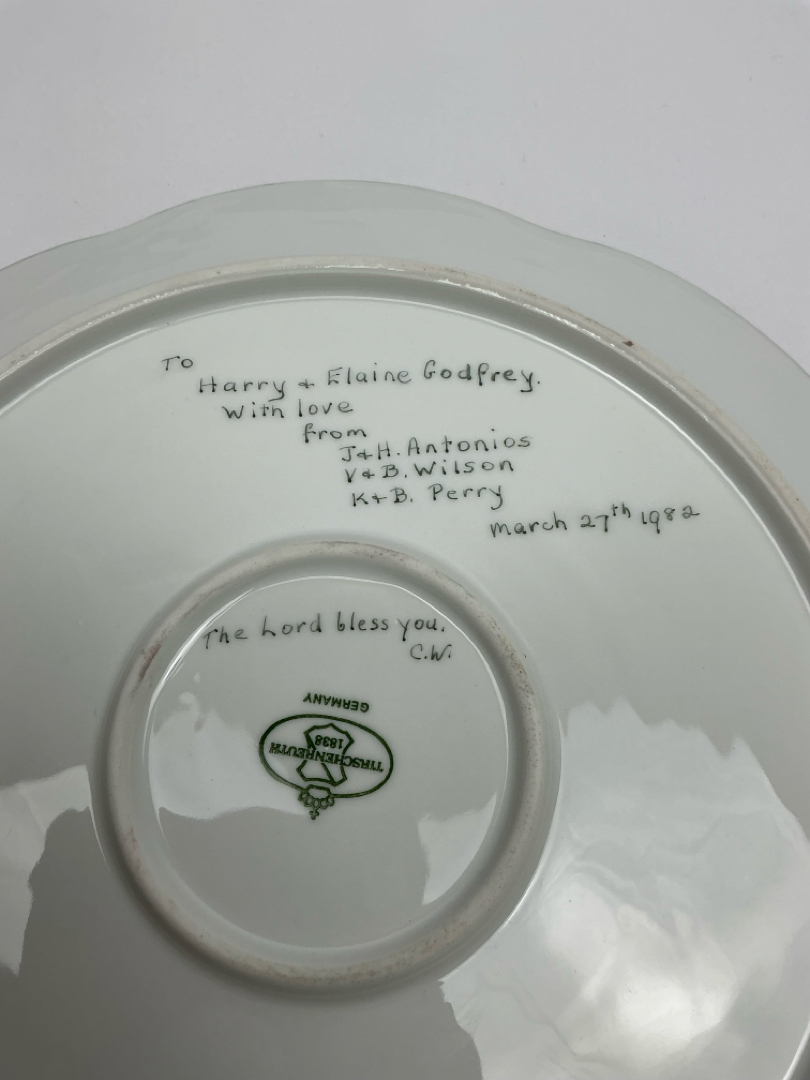 To
Harry + Elaine Godfrey.
With love
from
J+H. Antonios
V+B. Wilson
K+B. Perry
March 27th 1982
The Lord bless you.
C.W.
GERMANY
TIRSCHENREUTH
1838